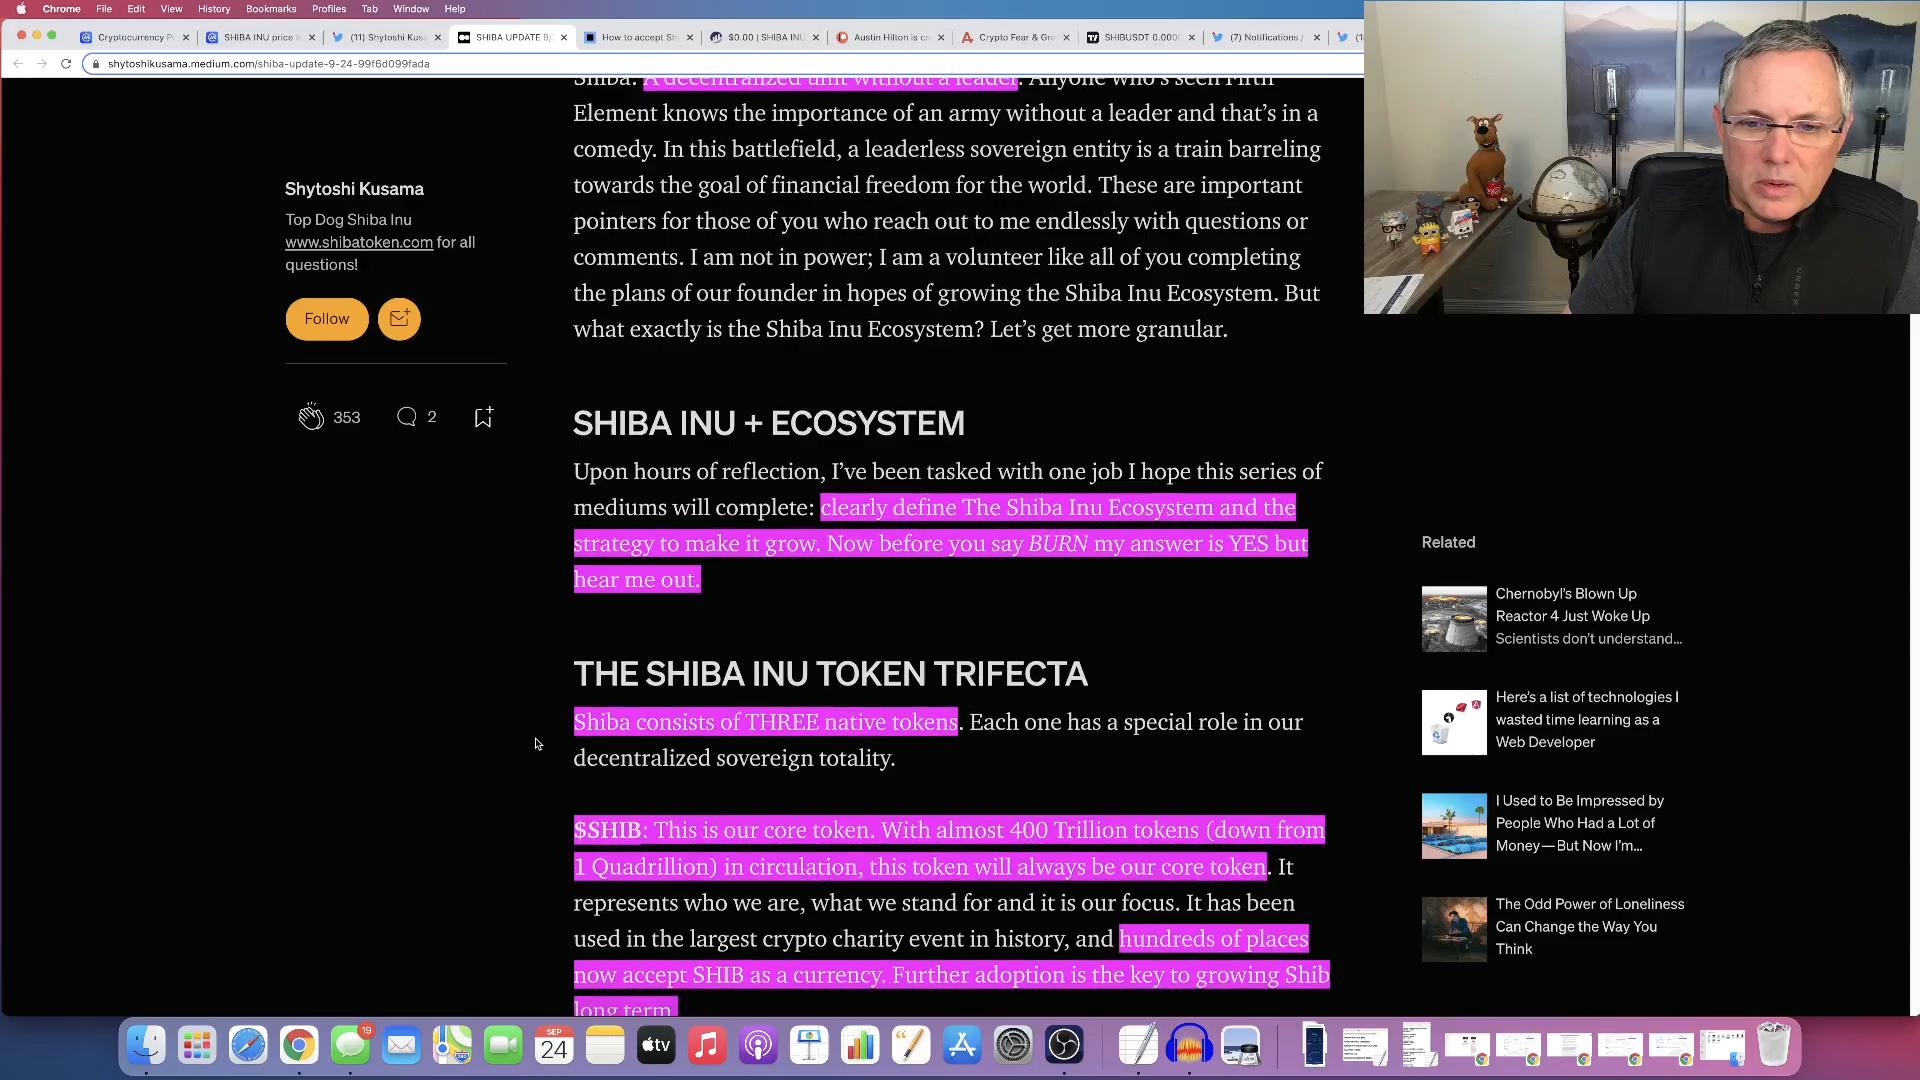 Chrome File Edit View History Bookmarks Profiles Tab Window Help
Cryptocurrency P
SHIBA INU price t
(11) Shytoshi Kusa
SHIBA UPDATE 9/
How to accept Sh
$0.00 | SHIBA INU
Austin Hilton is cr
Crypto Fear & Gre
SHIBUSDT 0.000
(7) Notifications /
shytoshikusama.medium.com/shiba-update-9-24-99f6d099fada
Shiba. A decentralized unit without a leader. Anyone who's seen Fifth
Element knows the importance of an army without a leader and that's in a
comedy. In this battlefield, a leaderless sovereign entity is a train barreling
towards the goal of financial freedom for the world. These are important
pointers for those of you who reach out to me endlessly with questions or
comments. I am not in power; I am a volunteer like all of you completing
the plans of our founder in hopes of growing the Shiba Inu Ecosystem. But
what exactly is the Shiba Inu Ecosystem? Let's get more granular.
Shytoshi Kusama
Top Dog Shiba Inu
www.shibatoken.com for all
questions!
Follow
353
2
SHIBA INU + ECOSYSTEM
Upon hours of reflection, I've been tasked with one job I hope this series of
mediums will complete: clearly define The Shiba Inu Ecosystem and the
strategy to make it grow. Now before you say BURN my answer is YES but
hear me out.
THE SHIBA INU TOKEN TRIFECTA
Shiba consists of THREE native tokens. Each one has a special role in our
decentralized sovereign totality.
$SHIB: This is our core token. With almost 400 Trillion tokens (down from
1 Quadrillion) in circulation, this token will always be our core token. It
represents who we are, what we stand for and it is our focus. It has been
used in the largest crypto charity event in history, and hundreds of places
now accept SHIB as a currency. Further adoption is the key to growing Shib
long term.
Related
Chernobyl's Blown Up
Reactor 4 Just Woke Up
Scientists don't understand...
Here's a list of technologies I
wasted time learning as a
Web Developer
I Used to Be Impressed by
People Who Had a Lot of
Money — But Now I'm...
The Odd Power of Loneliness
Can Change the Way You
Think
19
SEP
24
tv
UNDER